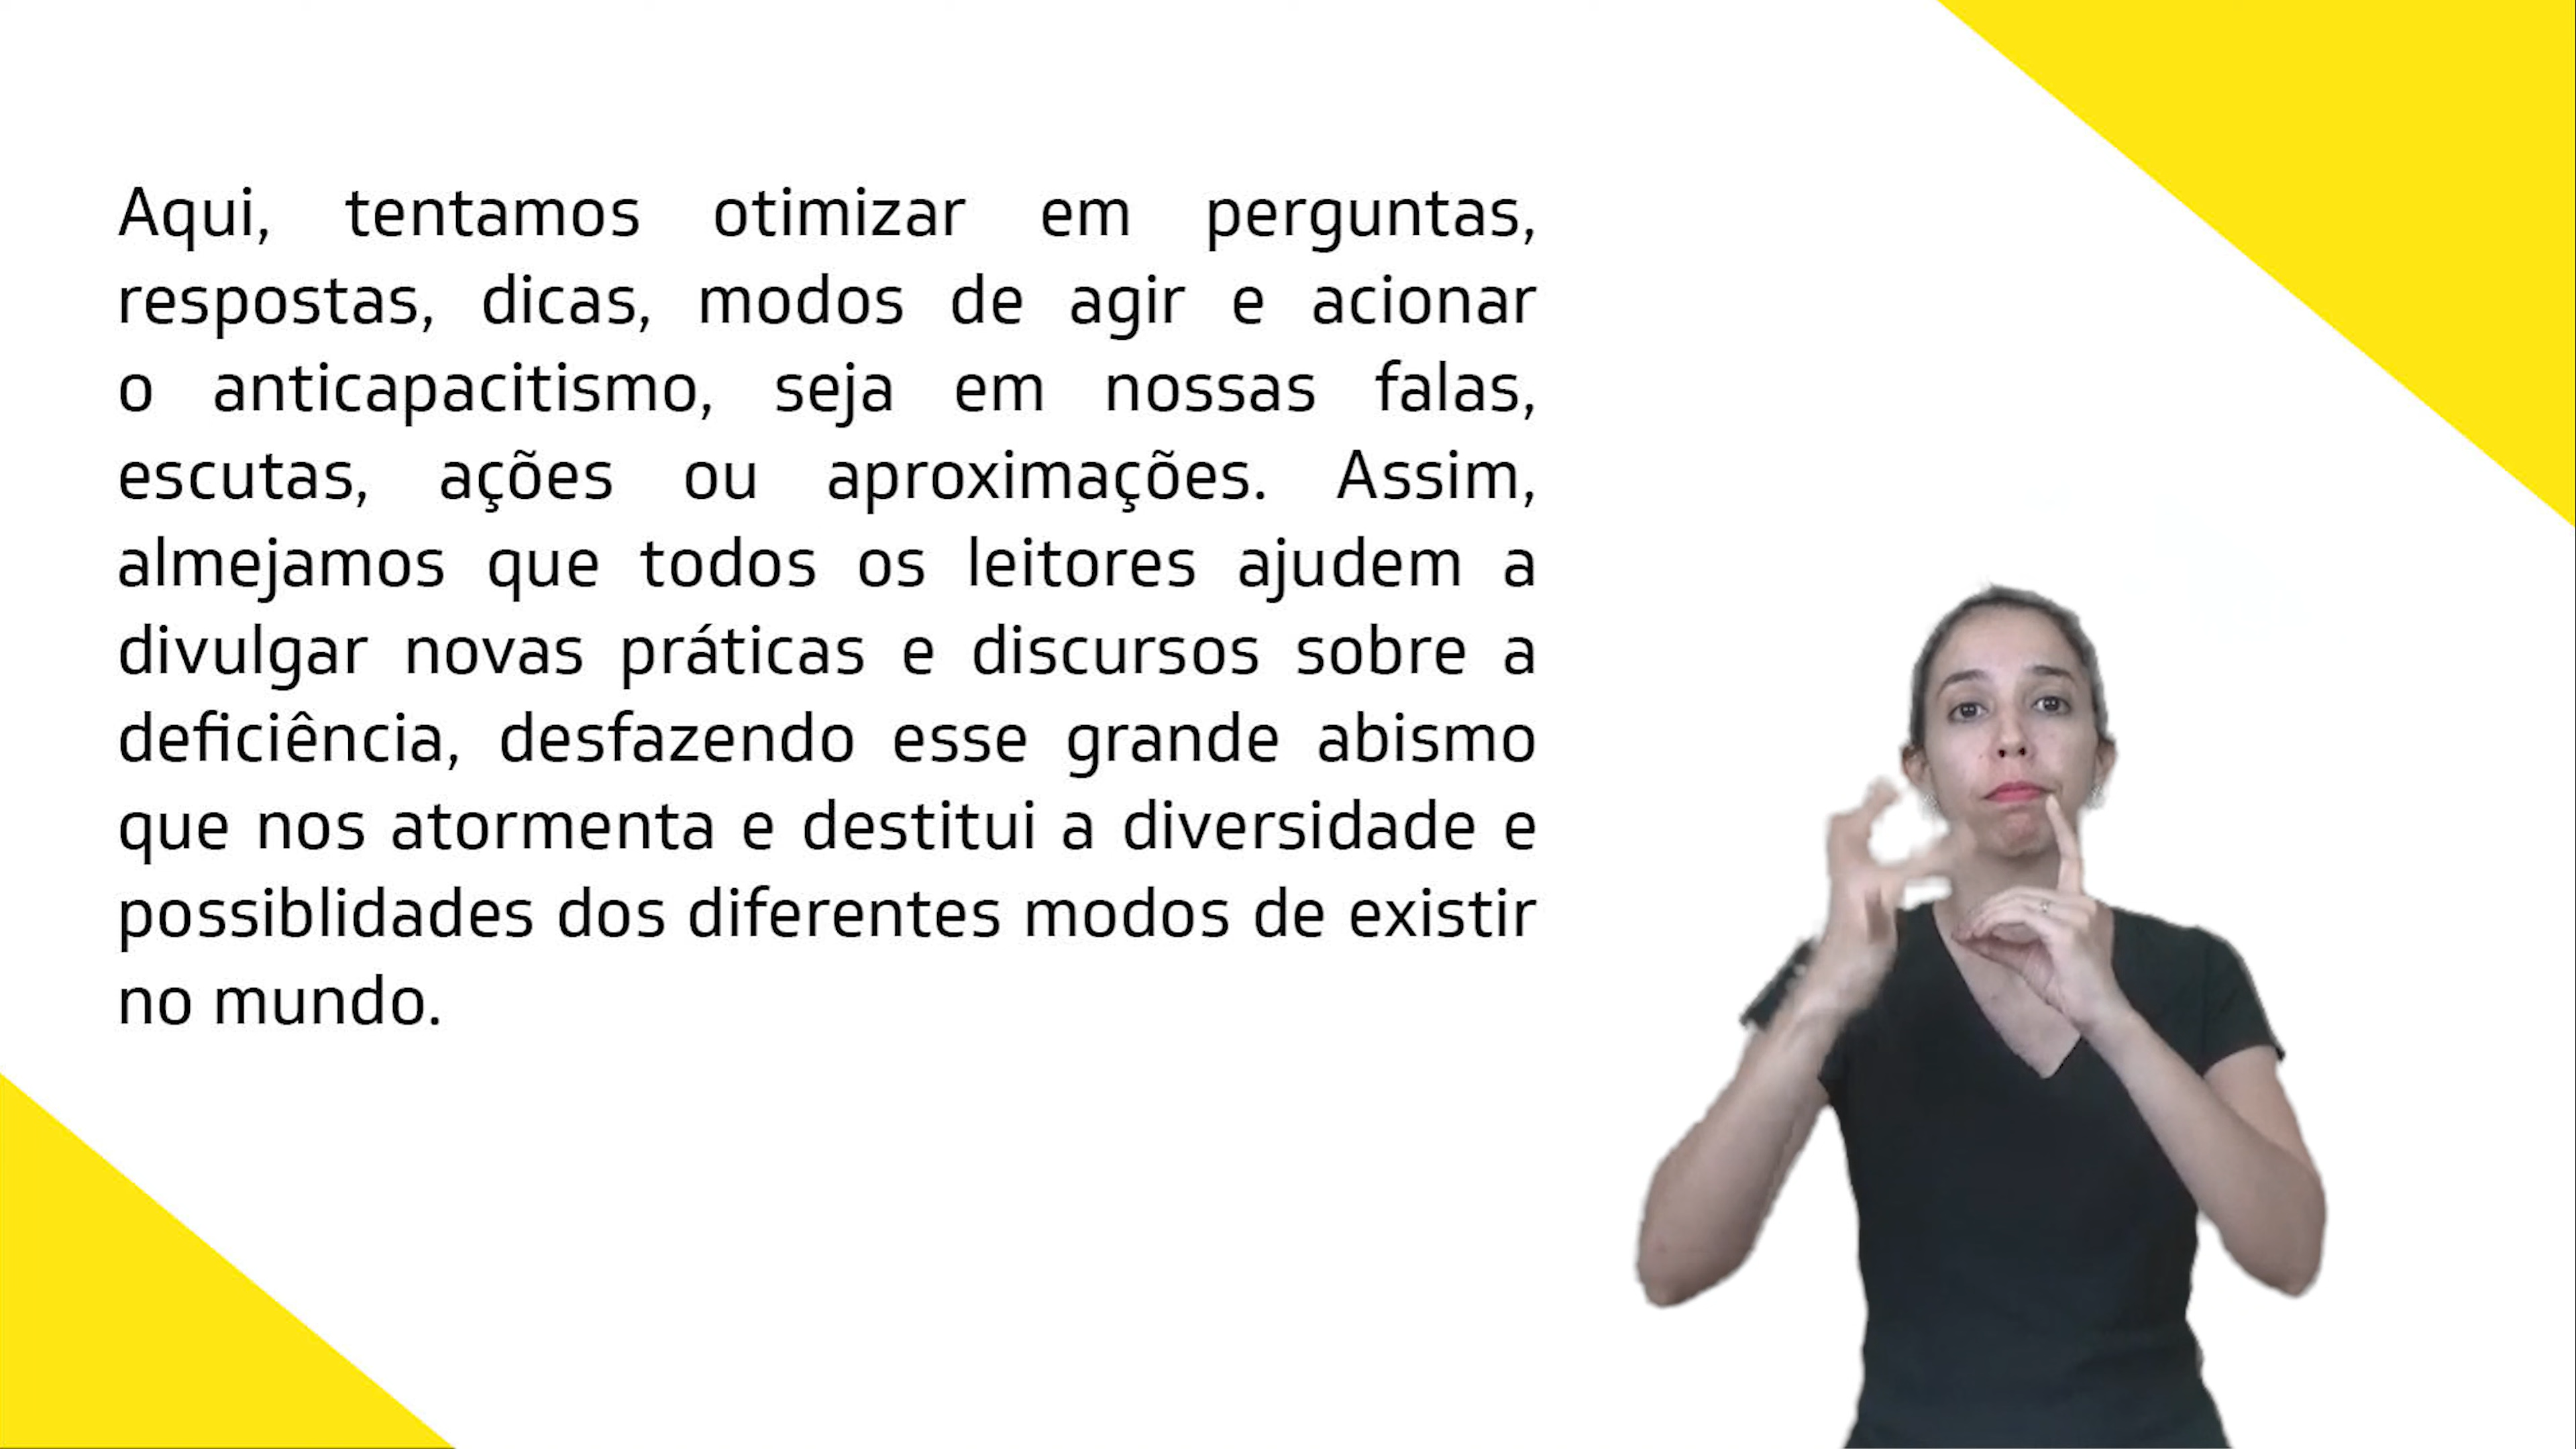 Aqui, tentamos otimizar em perguntas,
respostas, dicas, modos de agir e acionar
o anticapacitismo, seja em nossas falas,
escutas, ações ou aproximações. Assim,
almejamos que todos os leitores ajudem a
divulgar novas práticas e discursos sobre a
deficiência, desfazendo esse grande abismo
que nos atormenta e destitui a diversidade e
possiblidades dos diferentes modos de existir
no mundo.